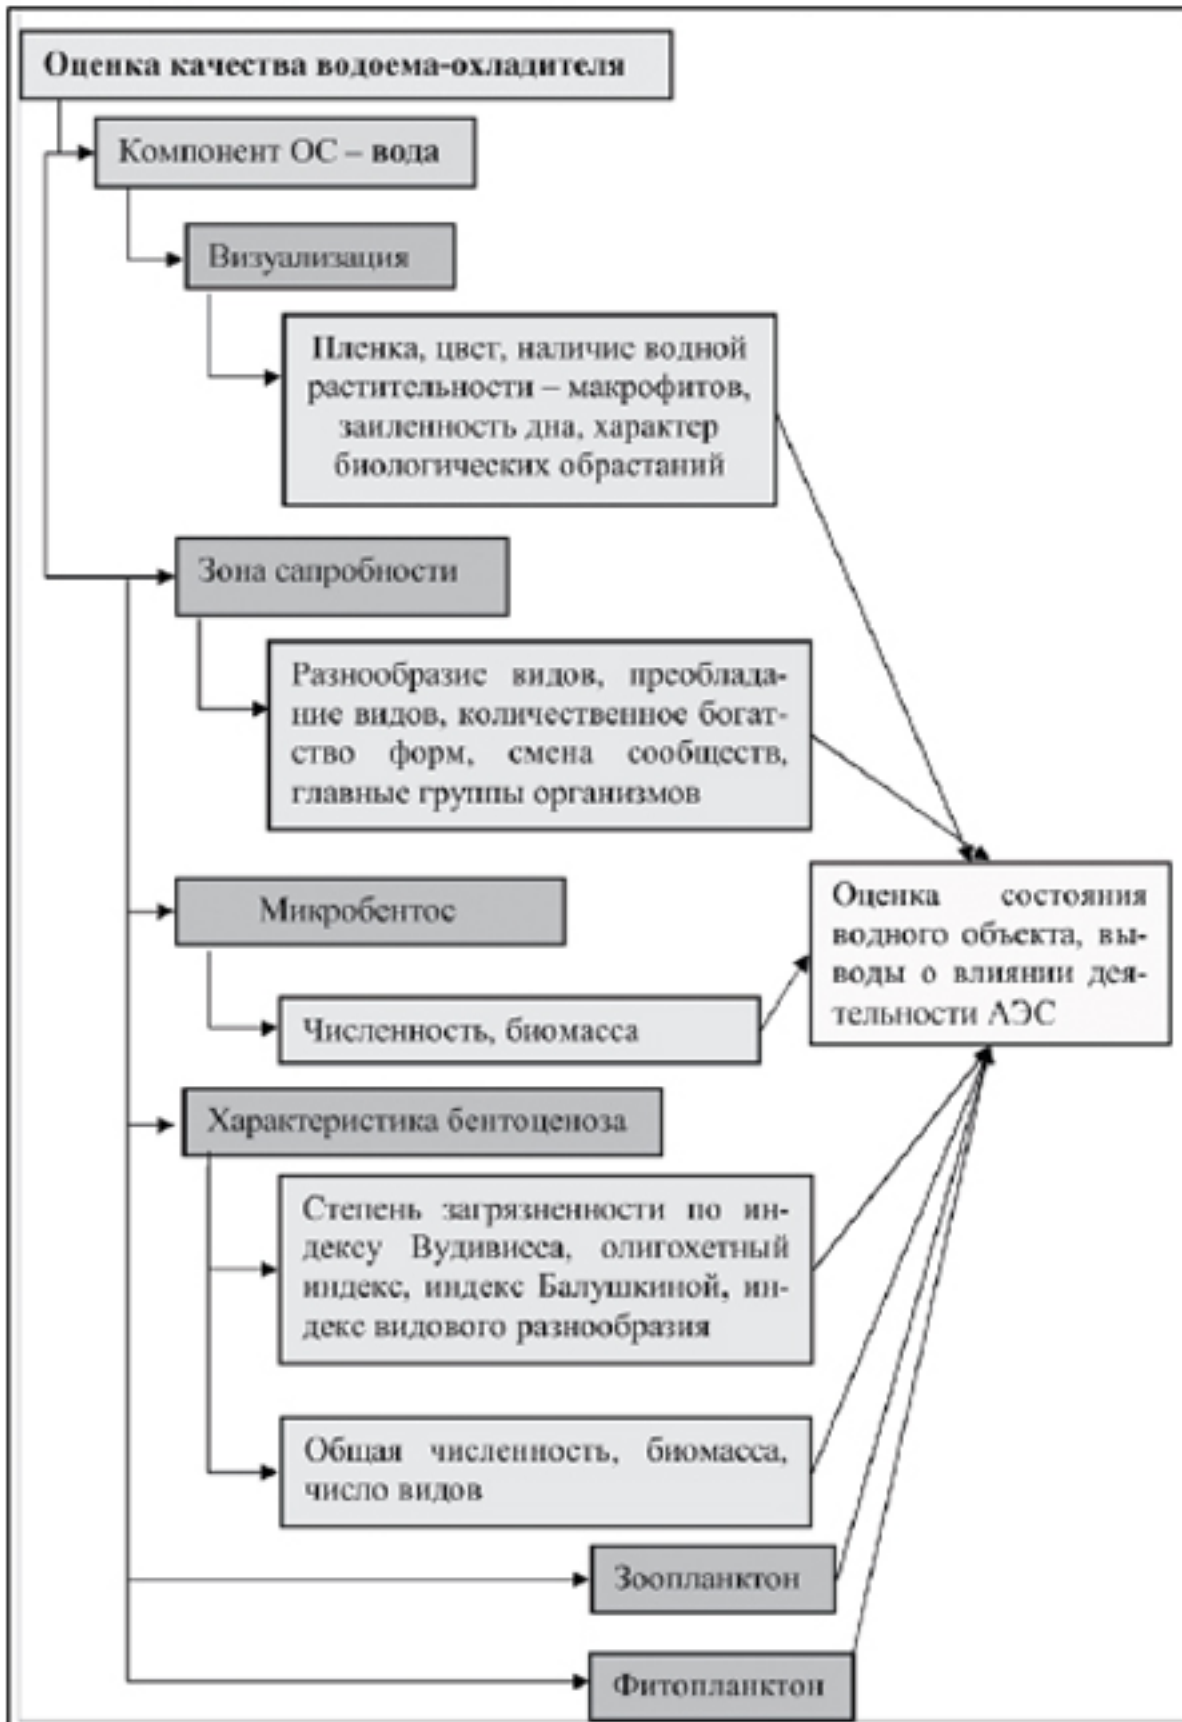 Оценка качества водоема-охладителя
Компонент ОС – вода
Визуализация
Пленка, цвет, наличие водной
растительности – макрофитов,
заиленность дна, характер
биологических обрастаний
Зона сапробности
Разнообразие видов, преоблада-
ние видов, количественное богат-
ство форм, смена сообществ,
главные группы организмов
Микробентос
Численность, биомасса
Оценка состояния
водного объекта, вы-
воды о влиянии дея-
тельности АЭС
Характеристика бентоценоза
Степень загрязненности по ин-
дексу Вудивисса, олигохетный
индекс, индекс Балушкиной, ин-
декс видового разнообразия
Общая численность, биомасса,
число видов
Зоопланктон
Фитопланктон